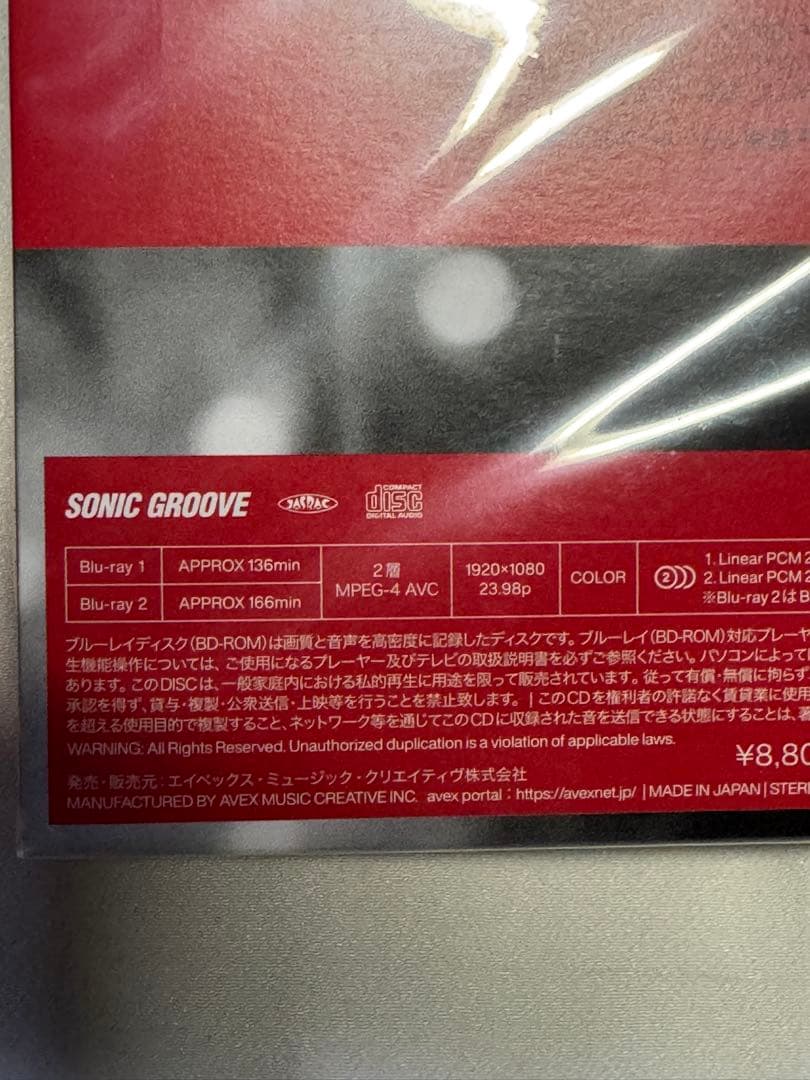 SONIC GROOVE
JASRAC
COMPACT
disc
DIGITAL AUDIO
Blu-ray 1
APPROX 136min
Blu-ray 2
APPROX 166min
2層
MPEG-4 AVC
1920×1080
23.98p
COLOR
2
1. Linear PCM 2
2. Linear PCM 2
※Blu-ray 2はB
ブルーレイディスク(BD-ROM)は画質と音声を高密度に記録したディスクです。ブルーレイ(BD-ROM)対応プレーヤ
生機能操作については、ご使用になるプレーヤー及びテレビの取扱説明書を必ずご参照ください。パソコンによっては
あります。このDISCは、一般家庭内における私的再生に用途を限って販売されています。従って有償・無償に拘らず
承認を得ず、貸与・複製・公衆送信・上映等を行うことを禁止致します。 | このCDを権利者の許諾なく賃貸業に使用
を超える使用目的で複製すること、ネットワーク等を通じてこのCDに収録された音を送信できる状態にすることは、著
WARNING: All Rights Reserved. Unauthorized duplication is a violation of applicable laws.
¥8,80
発売・販売元：エイベックス・ミュージック・クリエイティヴ株式会社
MANUFACTURED BY AVEX MUSIC CREATIVE INC. avex portal : https://avexnet.jp/ | MADE IN JAPAN | STER